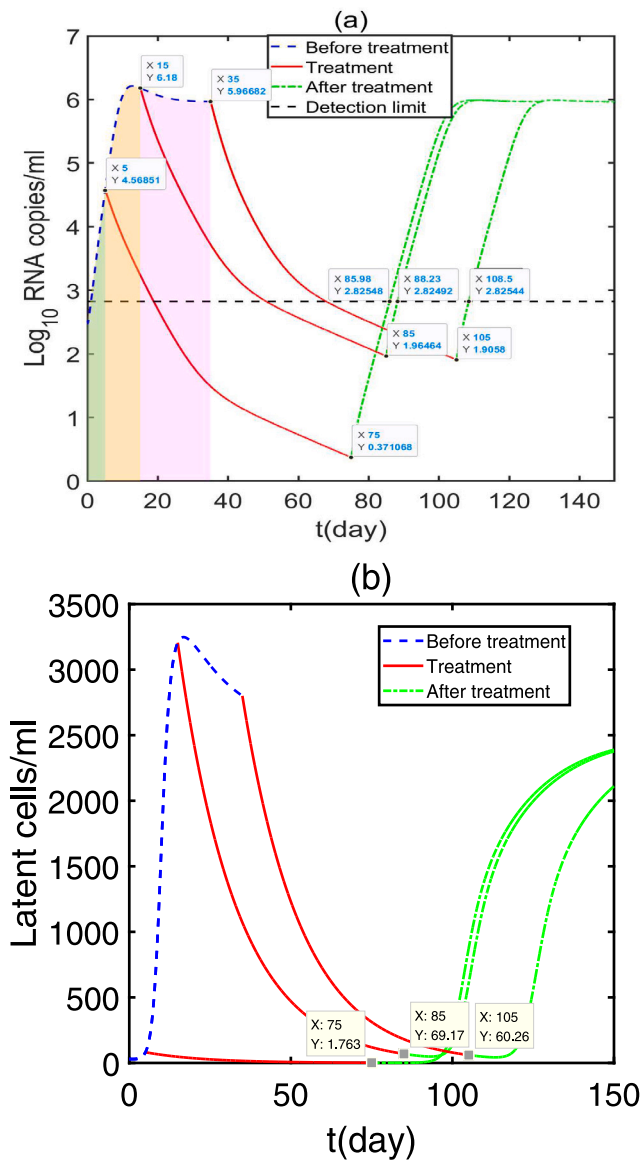 (a)
Before treatment
Treatment
After treatment
Detection limit
X 15
Y 6.18
X 35
Y 5.96682
X 5
Y 4.56851
X 85.98
Y 2.82548
X 88.23
Y 2.82492
X 108.5
Y 2.82544
X 85
Y 1.96464
X 105
Y 1.9058
X 75
Y 0.371068
Log10 RNA copies/ml
7
6
5
4
3
2
1
0
0 20 40 60 80 100 120 140
t(day)
(b)
Before treatment
Treatment
After treatment
Latent cells/ml
3500
3000
2500
2000
1500
1000
500
0
X: 75
Y: 1.763
X: 85
Y: 69.17
X: 105
Y: 60.26
0 50 100 150
t(day)